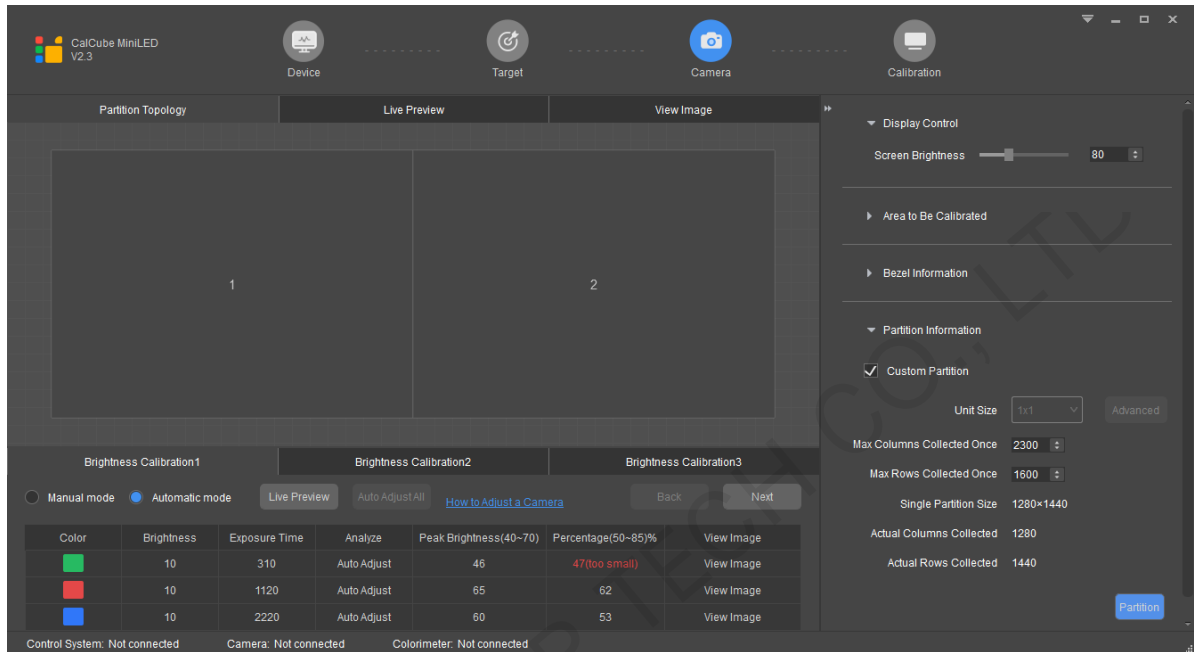 CalCube MiniLED
V2.3
Device
Target
Camera
Calibration
Partition Topology
Live Preview
View Image
1
2
Display Control
Screen Brightness 80
Area to Be Calibrated
Bezel Information
Partition Information
Custom Partition
Unit Size 1x1 Advanced
Max Columns Collected Once 2300
Max Rows Collected Once 1600
Single Partition Size 1280×1440
Actual Columns Collected 1280
Actual Rows Collected 1440
Partition
Brightness Calibration1
Brightness Calibration2
Brightness Calibration3
Manual mode Automatic mode Live Preview Auto Adjust All How to Adjust a Camera Back Next
Color Brightness Exposure Time Analyze Peak Brightness(40~70) Percentage(50~85)% View Image
10 310 Auto Adjust 46 47(too small) View Image
10 1120 Auto Adjust 65 62 View Image
10 2220 Auto Adjust 60 53 View Image
Control System: Not connected Camera: Not connected Colorimeter: Not connected
TECH CO., LTD